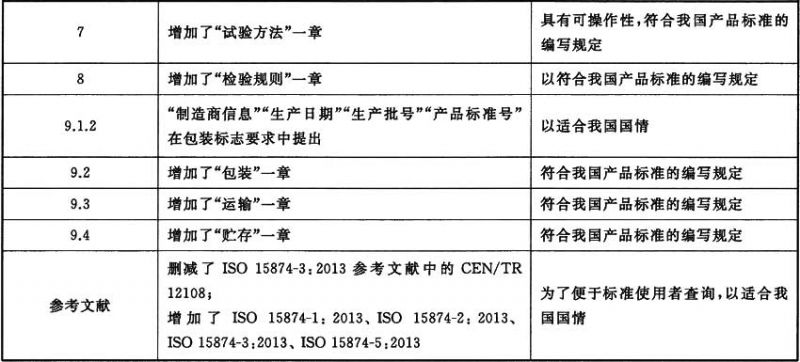 7 增加了“试验方法”一章 具有可操作性,符合我国产品标准的
编写规定
8 增加了“检验规则”一章 以符合我国产品标准的编写规定
9.1.2 “制造商信息”“生产日期”“生产批号”“产品标准号”
在包装标志要求中提出 以适合我国国情
9.2 增加了“包装”一章 符合我国产品标准的编写规定
9.3 增加了“运输”一章 符合我国产品标准的编写规定
9.4 增加了“贮存”一章 符合我国产品标准的编写规定
参考文献 删减了 ISO 15874-3:2013 参考文献中的 CEN/TR
12108;
增加了 ISO 15874-1:2013、ISO 15874-2:2013、
ISO 15874-3:2013、ISO 15874-5:2013
为了便于标准使用者查询,以适合我
国国情